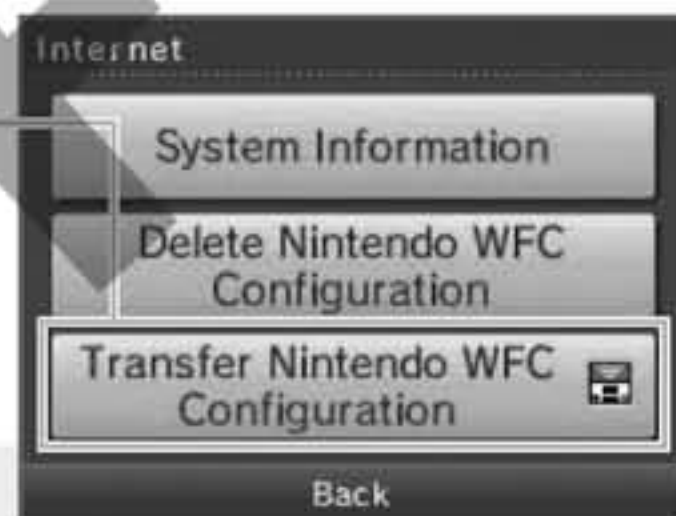 Internet
System Information
Delete Nintendo WFC
Configuration
Transfer Nintendo WFC
Configuration
Back